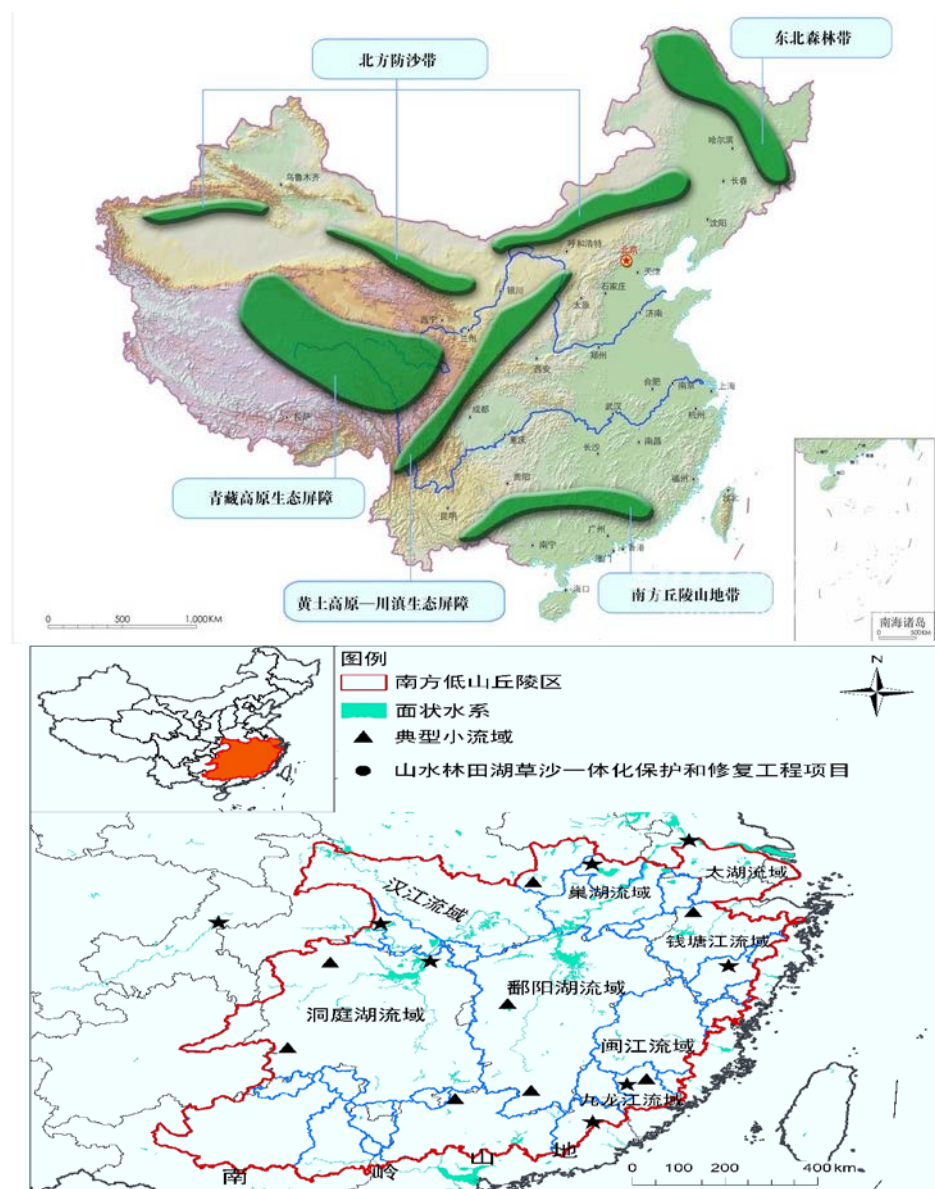 东北森林带
北方防沙带
哈尔滨
乌鲁木齐
长春
沈阳
呼和浩特
北京
天津
银川
石家庄
太原
西宁
济南
兰州
郑州
西安
合肥
南京
上海
成都
武汉
杭州
拉萨
重庆
长沙
南昌
贵阳
福州
青藏高原生态屏障
昆明
台北
广州
南宁
香港
澳门
黄土高原—川滇生态屏障
南方丘陵山地带
海口
0
500
1,000KM
南海诸岛
0
500KM
图例
南方低山丘陵区
面状水系
典型小流域
山水林田湖草沙一体化保护和修复工程项目
N
太湖流域
汉江流域
巢湖流域
钱塘江流域
鄱阳湖流域
洞庭湖流域
闽江流域
九龙江流域
南岭山地
0 100 200 400 km